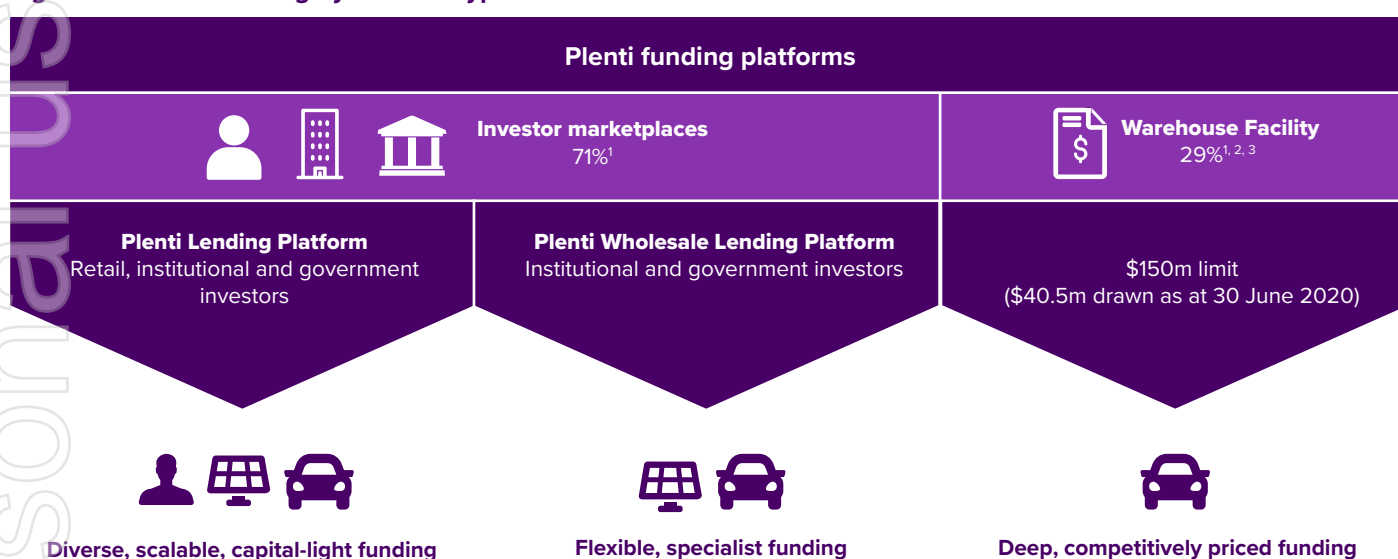 Plenti funding platforms
Investor marketplaces
71%1
Warehouse Facility
29%1, 2, 3
Plenti Lending Platform
Retail, institutional and government
investors
Plenti Wholesale Lending Platform
Institutional and government investors
$150m limit
($40.5m drawn as at 30 June 2020)
Diverse, scalable, capital-light funding
Flexible, specialist funding
Deep, competitively priced funding